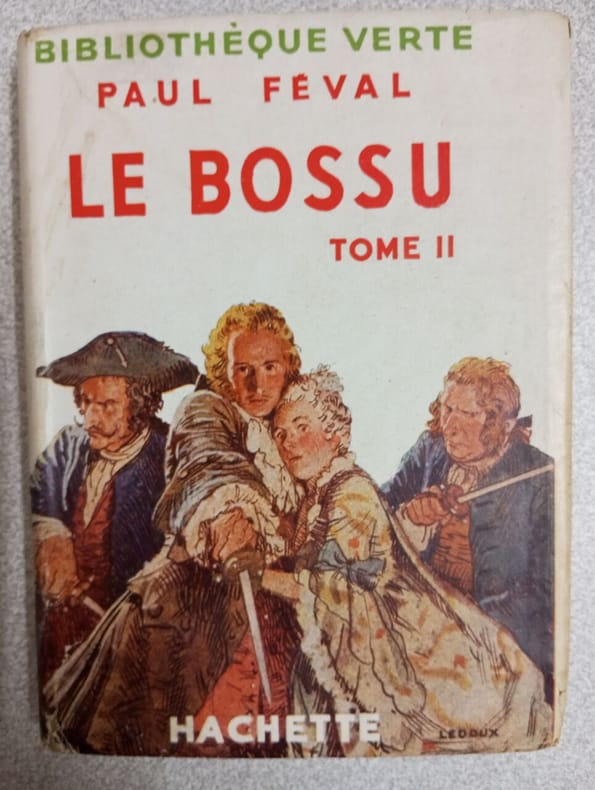 BIBLIOTHÈQUE VERTE
PAUL FÉVAL
LE BOSSU
TOME II
HACHETTE
LEDOUX